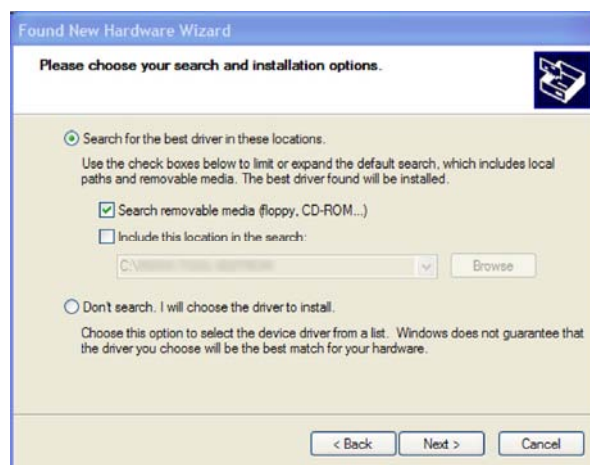 Found New Hardware Wizard
Please choose your search and installation options.
Search for the best driver in these locations.
Use the check boxes below to limit or expand the default search, which includes local
paths and removable media. The best driver found will be installed.
Search removable media (floppy, CD-ROM...)
Include this location in the search:
C:\
Browse
Don't search. I will choose the driver to install.
Choose this option to select the device driver from a list. Windows does not guarantee that
the driver you choose will be the best match for your hardware.
< Back Next > Cancel